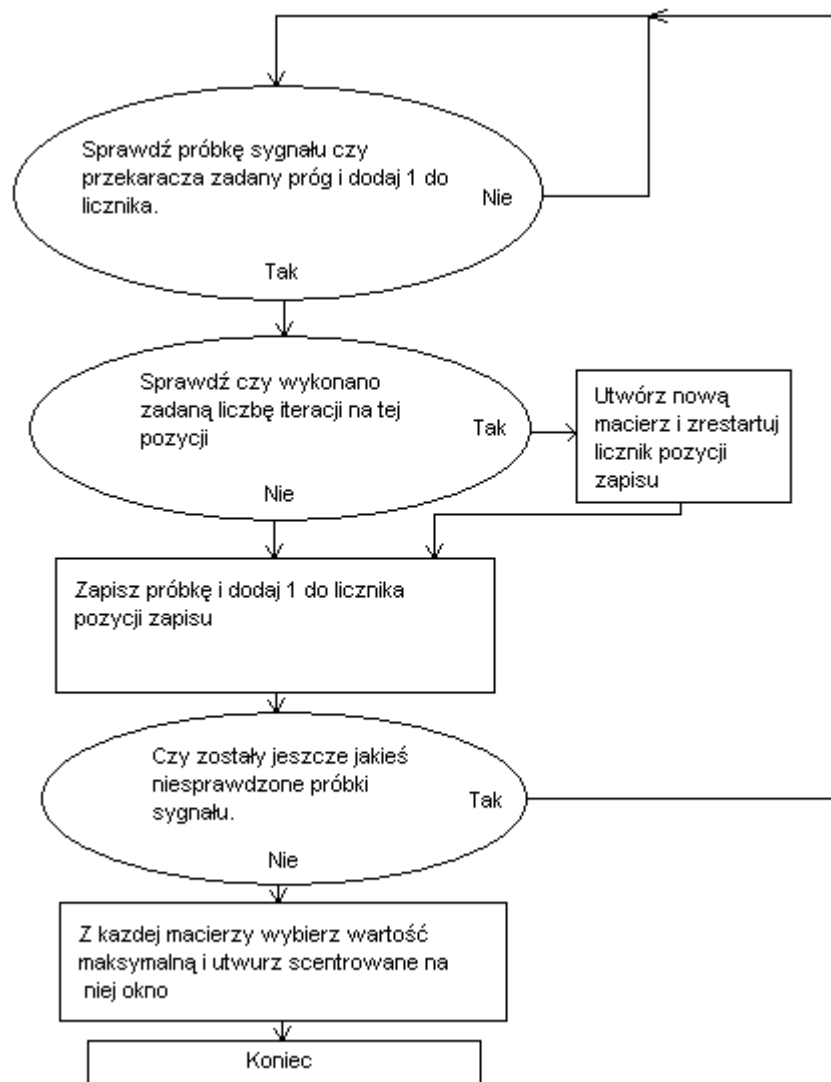 Sprawdź próbkę sygnału czy
przekaracza zadany próg i dodaj 1 do
licznika.
Nie
Tak
Sprawdź czy wykonano
zadaną liczbę iteracji na tej
pozycji
Tak
Nie
Utwórz nową
macierz i zrestartuj
licznik pozycji
zapisu
Zapisz próbkę i dodaj 1 do licznika
pozycji zapisu
Czy zostały jeszcze jakieś
niesprawdzone próbki
sygnału.
Tak
Nie
Z kazdej macierzy wybierz wartość
maksymalną i utwurz scentrowane na
niej okno
Koniec